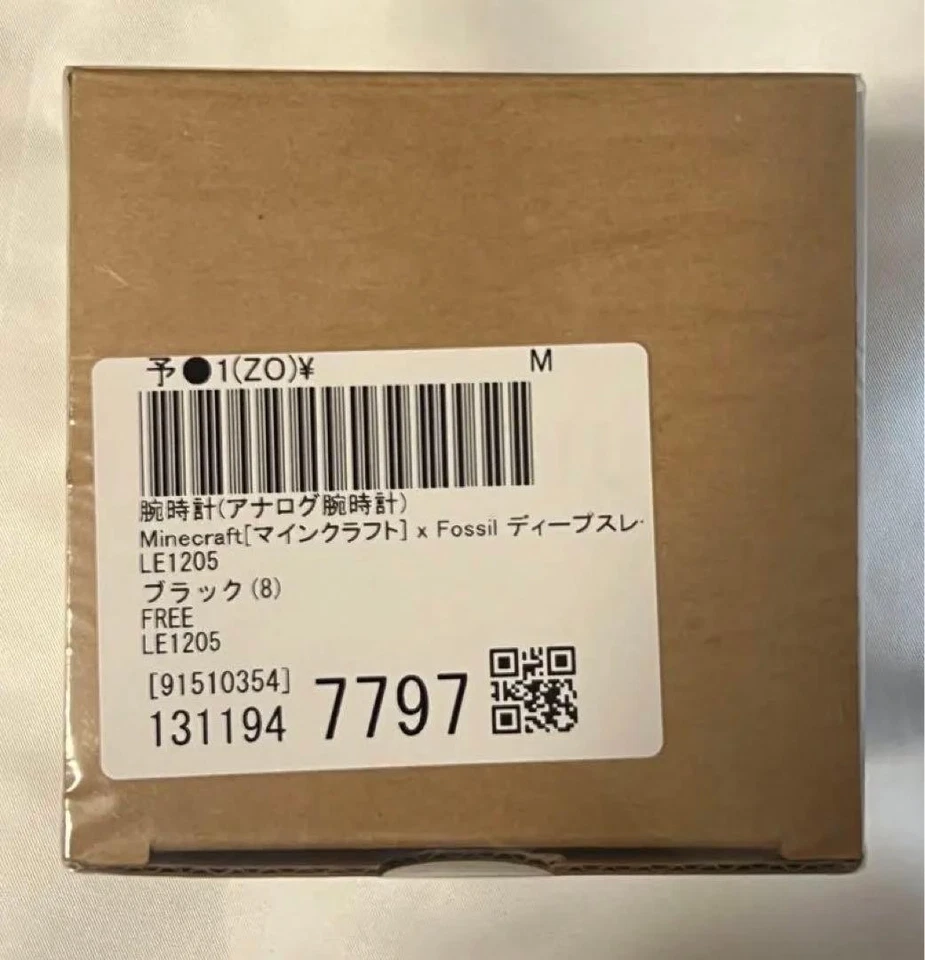 予●1(ZO)¥ M
腕時計(アナログ腕時計)
Minecraft[マインクラフト] x Fossil ディープスレ
LE1205
ブラック(8)
FREE
LE1205
[91510354]
131194 7797